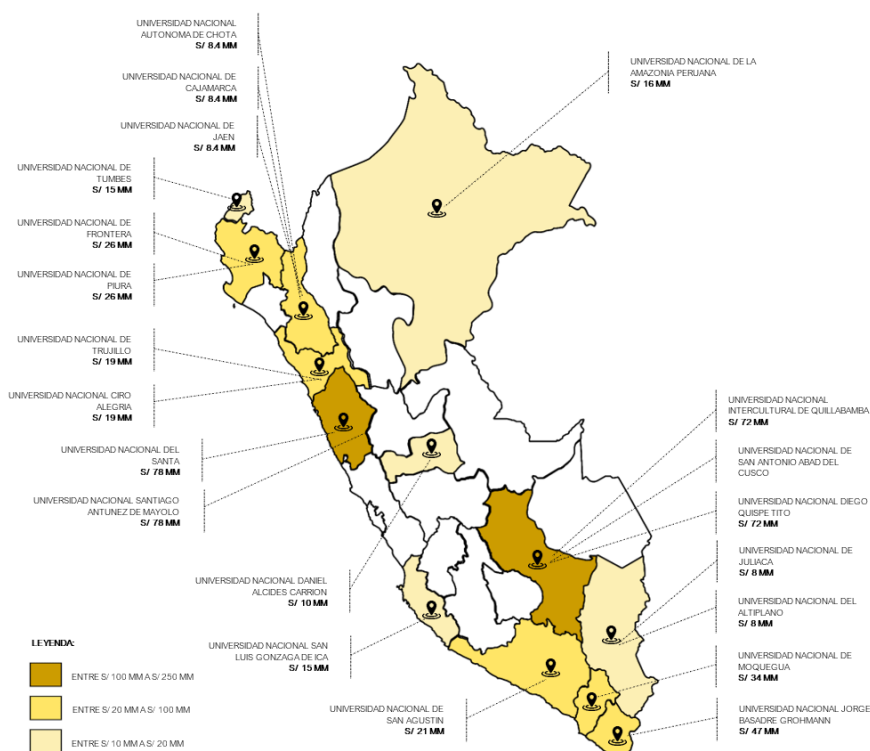 UNIVERSIDAD NACIONAL
AUTONOMA DE CHOTA
S/ 8.4 MM
UNIVERSIDAD NACIONAL DE
CAJAMARCA
S/ 8.4 MM
UNIVERSIDAD NACIONAL DE
JAEN
S/ 8.4 MM
UNIVERSIDAD NACIONAL DE
TUMBES
S/ 15 MM
UNIVERSIDAD NACIONAL DE
FRONTERA
S/ 26 MM
UNIVERSIDAD NACIONAL DE
PIURA
S/ 26 MM
UNIVERSIDAD NACIONAL DE
TRUJILLO
S/ 19 MM
UNIVERSIDAD NACIONAL CIRO
ALEGRIA
S/ 19 MM
UNIVERSIDAD NACIONAL DEL
SANTA
S/ 78 MM
UNIVERSIDAD NACIONAL SANTIAGO
ANTUNEZ DE MAYOLO
S/ 78 MM
UNIVERSIDAD NACIONAL DANIEL
ALCIDES CARRION
S/ 10 MM
UNIVERSIDAD NACIONAL SAN
LUIS GONZAGA DE ICA
S/ 15 MM
UNIVERSIDAD NACIONAL DE
SAN AGUSTIN
S/ 21 MM
UNIVERSIDAD NACIONAL DE LA
AMAZONIA PERUANA
S/ 16 MM
UNIVERSIDAD NACIONAL
INTERCULTURAL DE QUILLABAMBA
S/ 72 MM
UNIVERSIDAD NACIONAL DE
SAN ANTONIO ABAD DEL
CUSCO
UNIVERSIDAD NACIONAL DIEGO
QUISPE TITO
S/ 72 MM
UNIVERSIDAD NACIONAL DE
JULIACA
S/ 8 MM
UNIVERSIDAD NACIONAL DEL
ALTIPLANO
S/ 8 MM
UNIVERSIDAD NACIONAL DE
MOQUEGUA
S/ 34 MM
UNIVERSIDAD NACIONAL JORGE
BASADRE GROHMANN
S/ 47 MM
LEYENDA:
ENTRE S/ 100 MM A S/ 250 MM
ENTRE S/ 20 MM A S/ 100 MM
ENTRE S/ 10 MM A S/ 20 MM